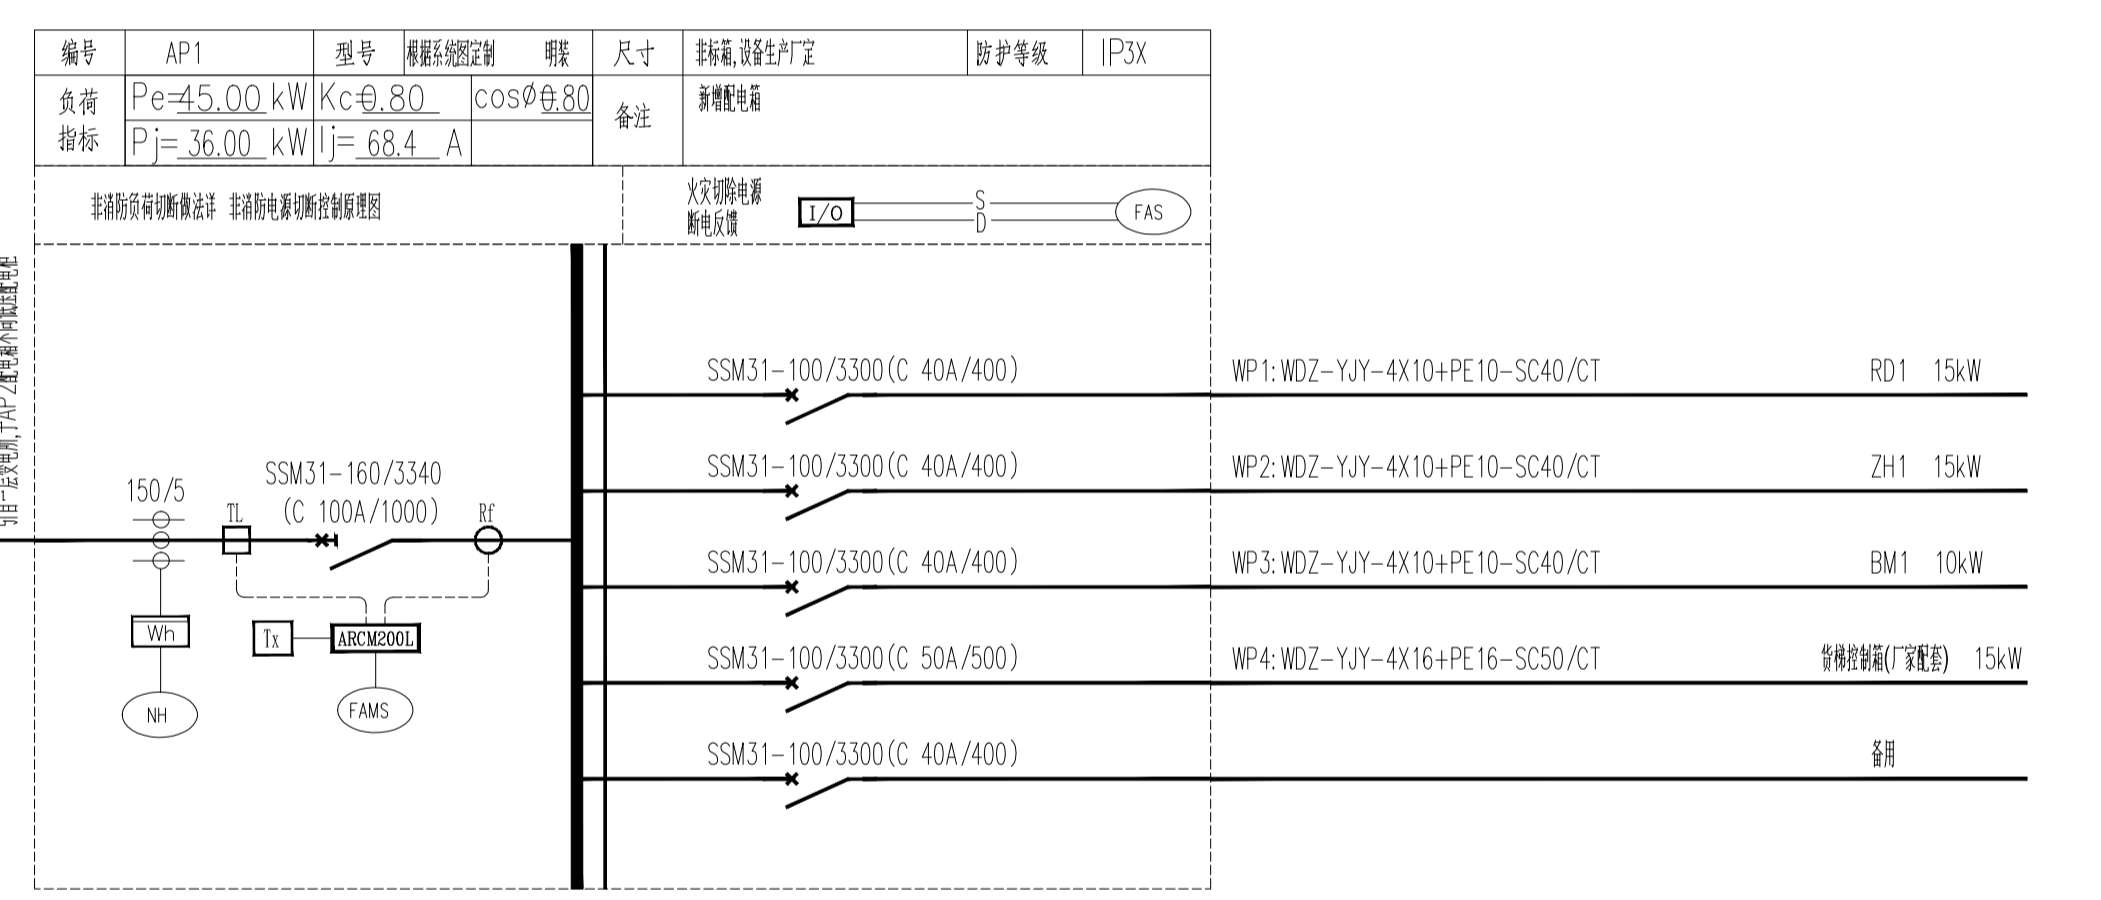 编号 AP1 型号 根据系统图定制 明装 尺寸 非标箱,设备生产厂定 防护等级 IP3X
负荷指标 Pe=45.00 kW Kc=0.80 cosφ=0.80 备注 新增配电箱
Pj= 36.00 kW Ij= 68.4 A
非消防负荷切断做法详 非消防电源切断控制原理图
火灾切除电源
断电反馈
I/O
S
D
FAS
150/5
TL
SSM31-160/3340
(C 100A/1000)
Rf
Wh
Tx
ARCM200L
NH
FAMS
SSM31-100/3300(C 40A/400) WP1:WDZ-YJY-4X10+PE10-SC40/CT RD1 15kW
SSM31-100/3300(C 40A/400) WP2:WDZ-YJY-4X10+PE10-SC40/CT ZH1 15kW
SSM31-100/3300(C 40A/400) WP3:WDZ-YJY-4X10+PE10-SC40/CT BM1 10kW
SSM31-100/3300(C 50A/500) WP4:WDZ-YJY-4X16+PE16-SC50/CT 货梯控制箱(厂家配套) 15kW
SSM31-100/3300(C 40A/400) 备用